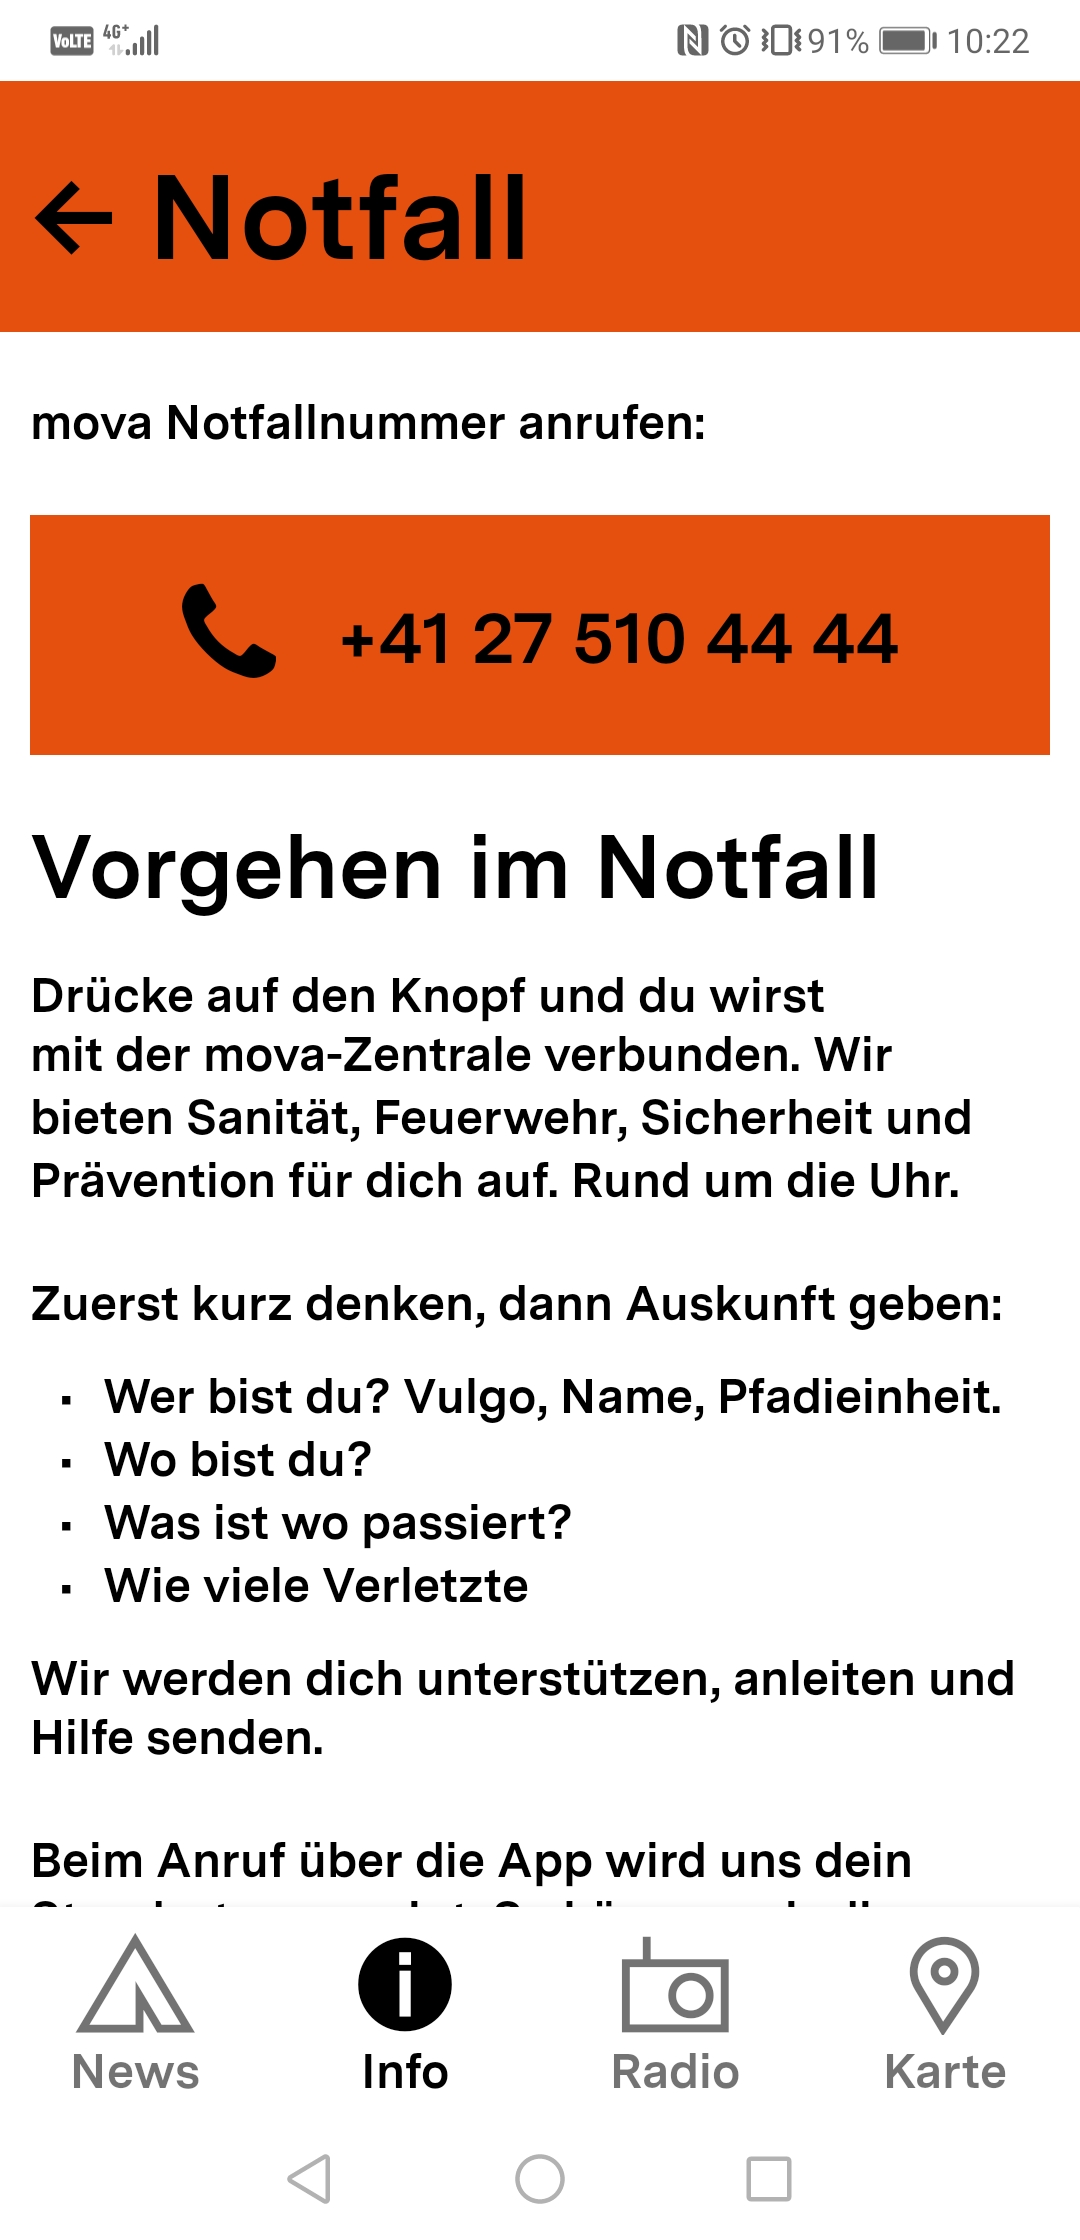 VoLTE 4G+ 91% 10:22
Notfall
mova Notfallnummer anrufen:
+41 27 510 44 44
Vorgehen im Notfall
Drücke auf den Knopf und du wirst
mit der mova-Zentrale verbunden. Wir
bieten Sanität, Feuerwehr, Sicherheit und
Prävention für dich auf. Rund um die Uhr.
Zuerst kurz denken, dann Auskunft geben:
▪ Wer bist du? Vulgo, Name, Pfadieinheit.
▪ Wo bist du?
▪ Was ist wo passiert?
▪ Wie viele Verletzte
Wir werden dich unterstützen, anleiten und
Hilfe senden.
Beim Anruf über die App wird uns dein
News Info Radio Karte